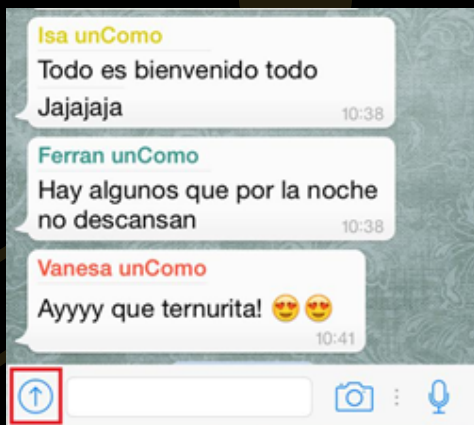 Isa unComo
Todo es bienvenido todo
Jajajaja
10:38
Ferran unComo
Hay algunos que por la noche
no descansan
10:38
Vanesa unComo
Ayyyy que ternurita! 😍😍
10:41